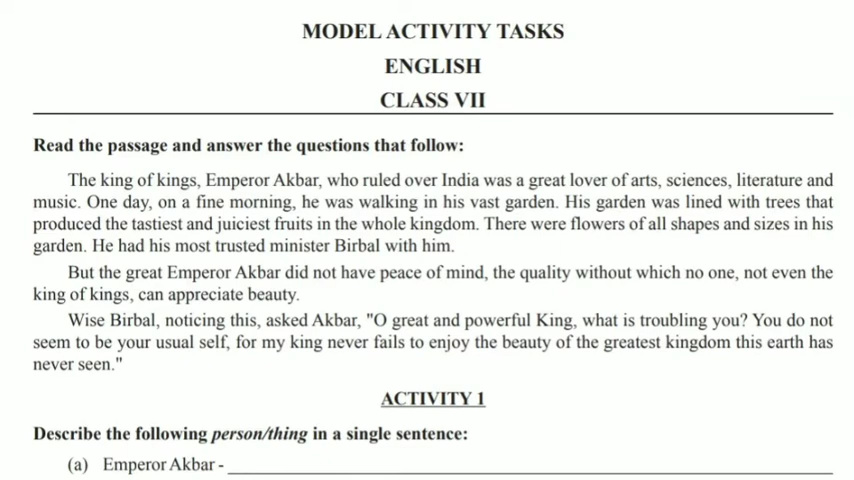 MODEL ACTIVITY TASKS
ENGLISH
CLASS VII
Read the passage and answer the questions that follow:
The king of kings, Emperor Akbar, who ruled over India was a great lover of arts, sciences, literature and
music. One day, on a fine morning, he was walking in his vast garden. His garden was lined with trees that
produced the tastiest and juiciest fruits in the whole kingdom. There were flowers of all shapes and sizes in his
garden. He had his most trusted minister Birbal with him.
But the great Emperor Akbar did not have peace of mind, the quality without which no one, not even the
king of kings, can appreciate beauty.
Wise Birbal, noticing this, asked Akbar, "O great and powerful King, what is troubling you? You do not
seem to be your usual self, for my king never fails to enjoy the beauty of the greatest kingdom this earth has
never seen."
ACTIVITY 1
Describe the following person/thing in a single sentence:
(a) Emperor Akbar -